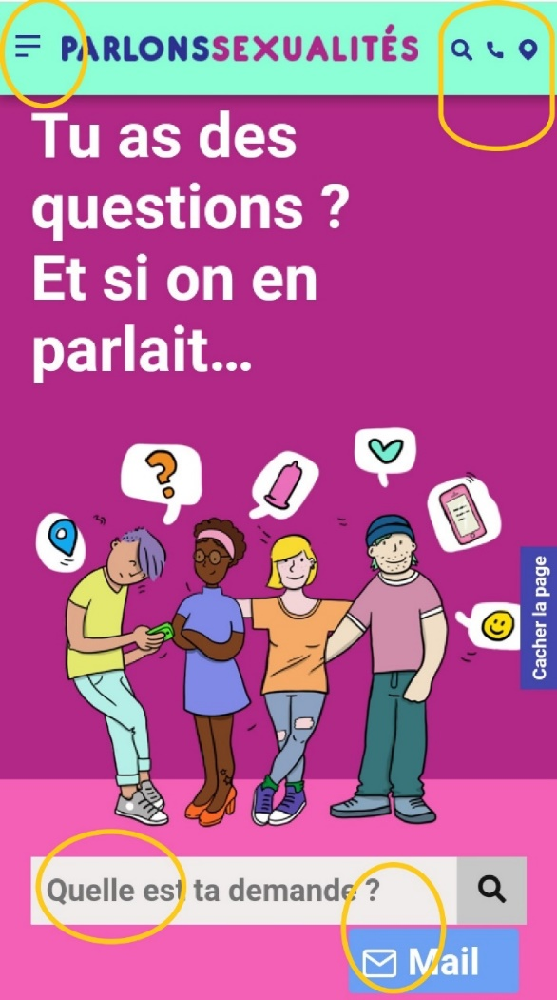 PARLONSSEXUALITÉS
Tu as des
questions ?
Et si on en
parlait...
?
Cacher la page
Quelle est ta demande ?
Mail